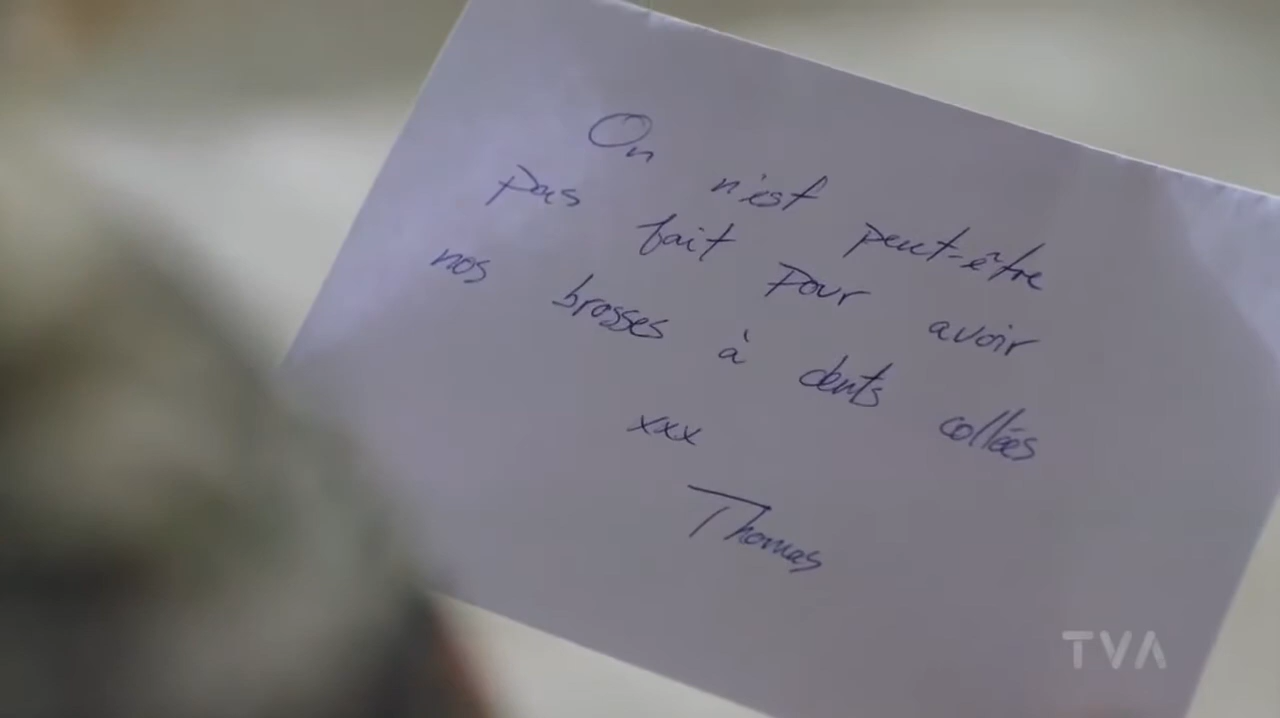 On n'est peut-être
pas fait pour avoir
nos brosses à dents collées
xxx
Thomas
TVA